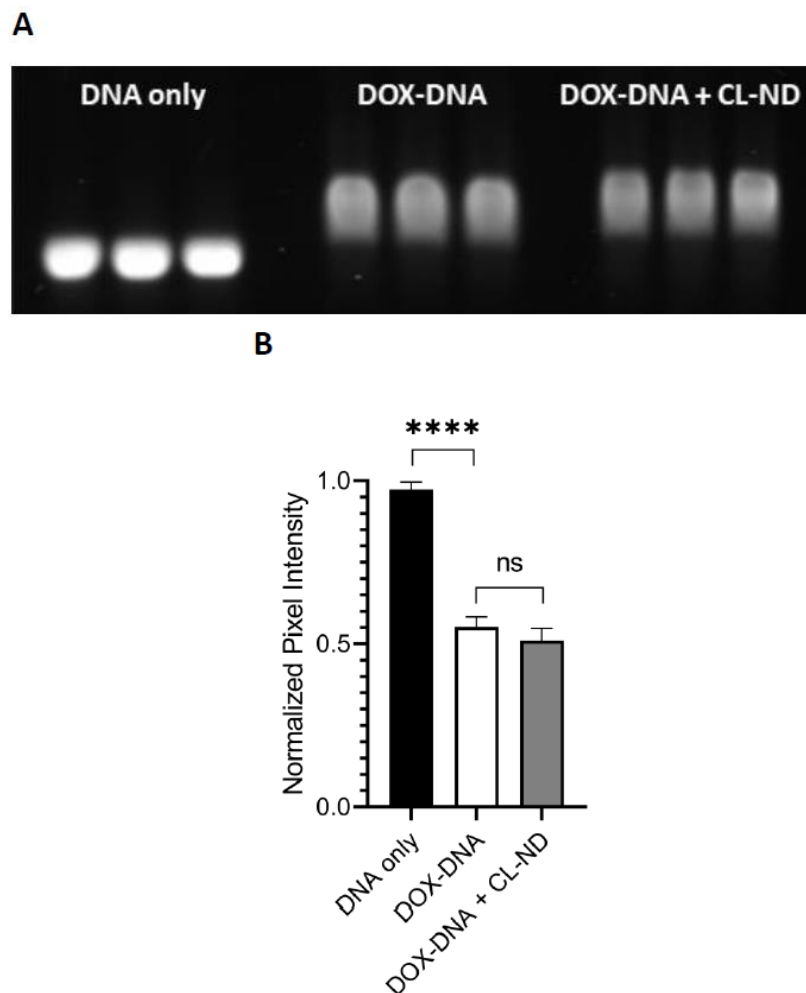 A
DNA only DOX-DNA DOX-DNA + CL-ND
B
****
ns
Normalized Pixel Intensity
1.0
0.5
0.0
DNA only
DOX-DNA
DOX-DNA + CL-ND